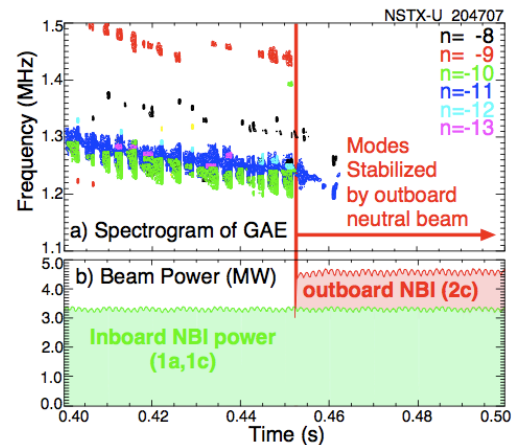 NSTX-U 204707
1.5
1.4
1.3
1.2
1.1
Frequency (MHz)
n= -8
n= -9
n=-10
n=-11
n=-12
n=-13
Modes
Stabilized
by outboard
neutral beam
a) Spectrogram of GAE
b) Beam Power (MW)
5.0
4.0
3.0
2.0
1.0
0.0
outboard NBI (2c)
Inboard NBI power
(1a,1c)
0.40 0.42 0.44 0.46 0.48 0.50
Time (s)